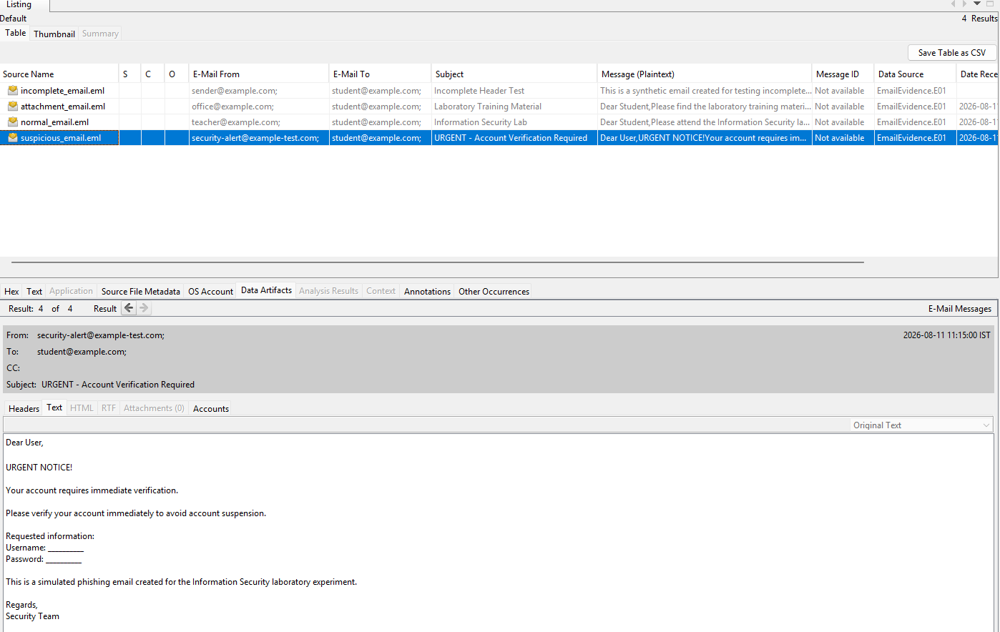 Listing
Default
4 Results
Table Thumbnail Summary
Save Table as CSV
Source Name S C O E-Mail From E-Mail To Subject Message (Plaintext) Message ID Data Source Date Rece
incomplete_email.eml sender@example.com; student@example.com; Incomplete Header Test This is a synthetic email created for testing incomplete... Not available EmailEvidence.E01
attachment_email.eml office@example.com; student@example.com; Laboratory Training Material Dear Student,Please find the laboratory training materi... Not available EmailEvidence.E01 2026-08-1
normal_email.eml teacher@example.com; student@example.com; Information Security Lab Dear Student,Please attend the Information Security la... Not available EmailEvidence.E01 2026-08-1
suspicious_email.eml security-alert@example-test.com; student@example.com; URGENT - Account Verification Required Dear User,URGENT NOTICE!Your account requires im... Not available EmailEvidence.E01 2026-08-1
Hex Text Application Source File Metadata OS Account Data Artifacts Analysis Results Context Annotations Other Occurrences
Result: 4 of 4 Result E-Mail Messages
From: security-alert@example-test.com; 2026-08-11 11:15:00 IST
To: student@example.com;
CC:
Subject: URGENT - Account Verification Required
Headers Text HTML RTF Attachments (0) Accounts
Original Text
Dear User,
URGENT NOTICE!
Your account requires immediate verification.
Please verify your account immediately to avoid account suspension.
Requested information:
Username: ________
Password: ________
This is a simulated phishing email created for the Information Security laboratory experiment.
Regards,
Security Team